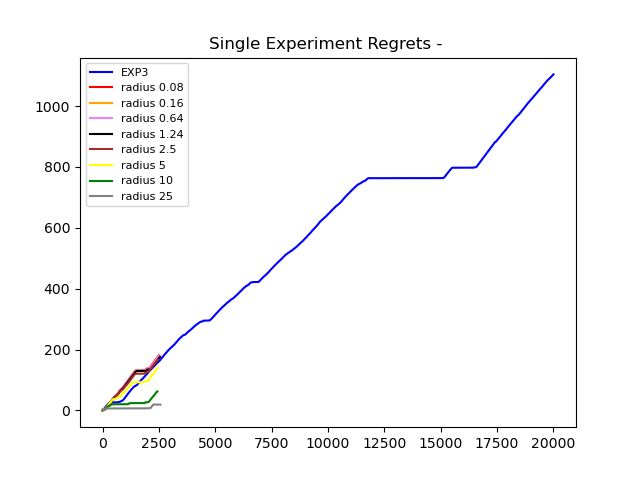 Single Experiment Regrets -
EXP3
radius 0.08
radius 0.16
radius 0.64
radius 1.24
radius 2.5
radius 5
radius 10
radius 25
1000
800
600
400
200
0
0 2500 5000 7500 10000 12500 15000 17500 20000